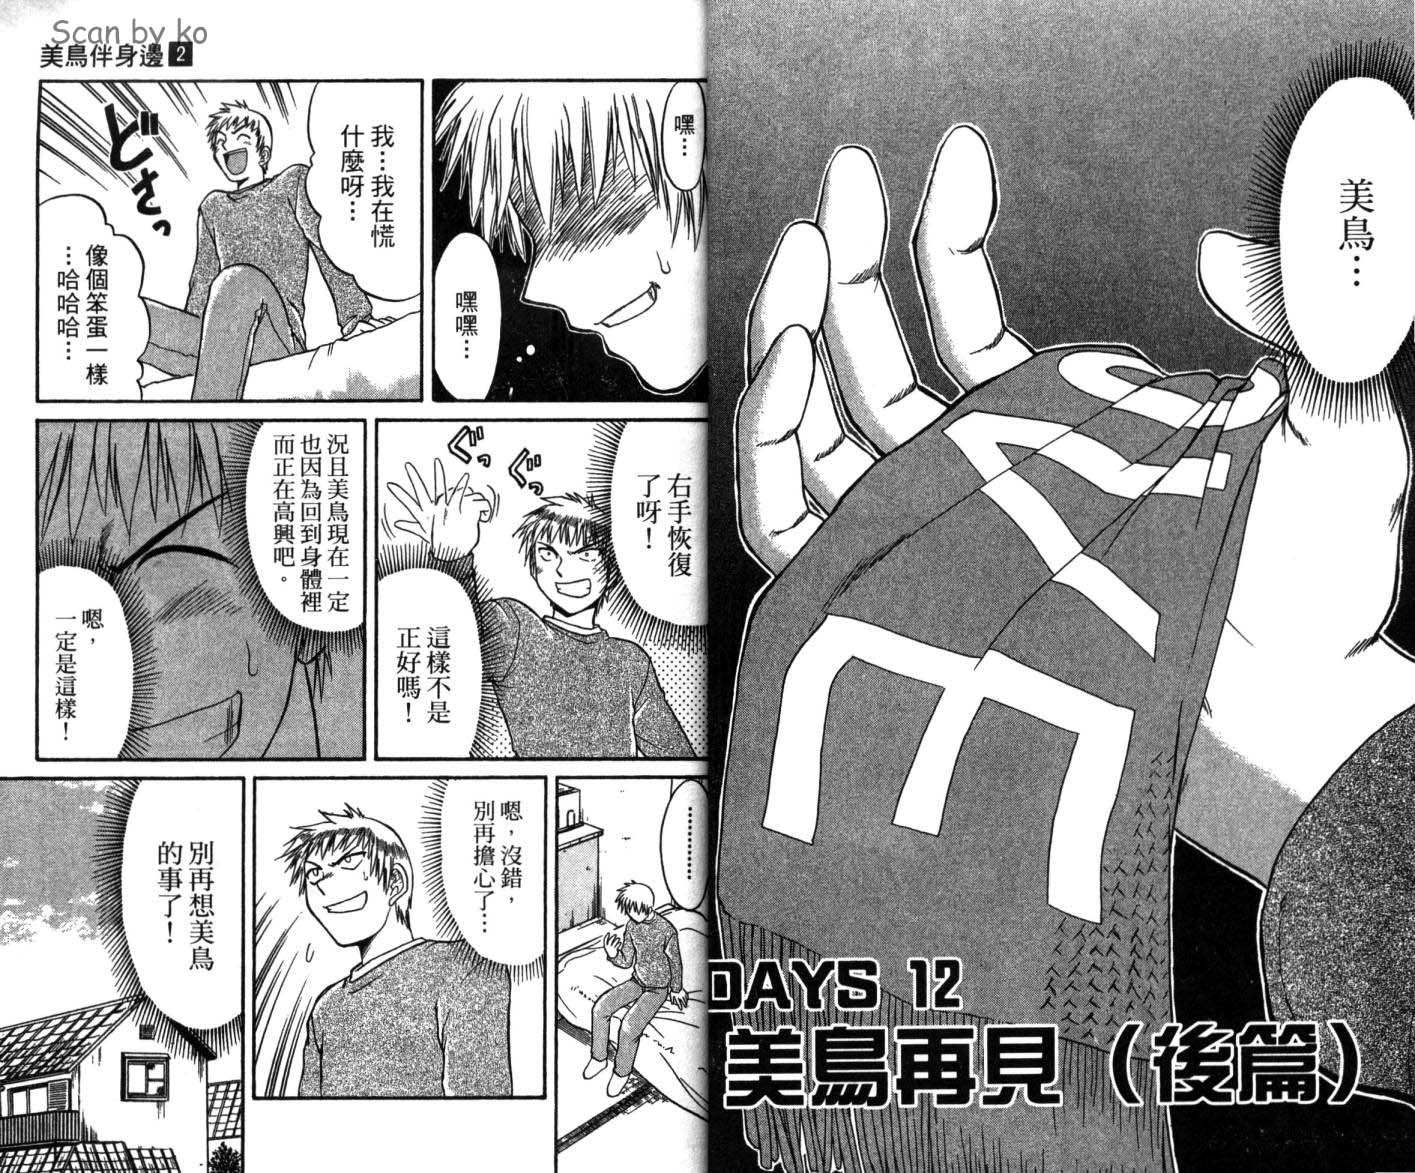 美鳥…
DAYS 12
美鳥再見（後篇）
Scan by ko
美鳥伴身邊2
嘿…
嘿嘿…
我…我在慌
什麼呀…
像個笨蛋一樣
…哈哈哈…
どさっ
右手恢復
了呀！
ぐっ
ぐっ
這樣不是
正好嗎！
況且美鳥現在一定
也因為回到身體裡
而正在高興吧。
嗯，
一定是這樣！
…………
嗯，沒錯，
別再擔心了…
別再想美鳥
的事了！